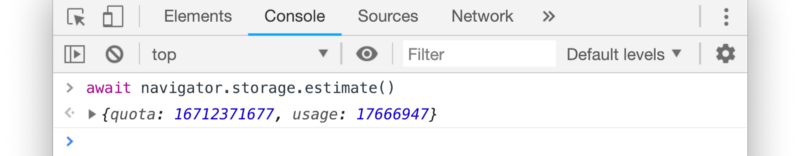 Elements Console Sources Network »
top Filter Default levels
> await navigator.storage.estimate()
{quota: 16712371677, usage: 17666947}
>